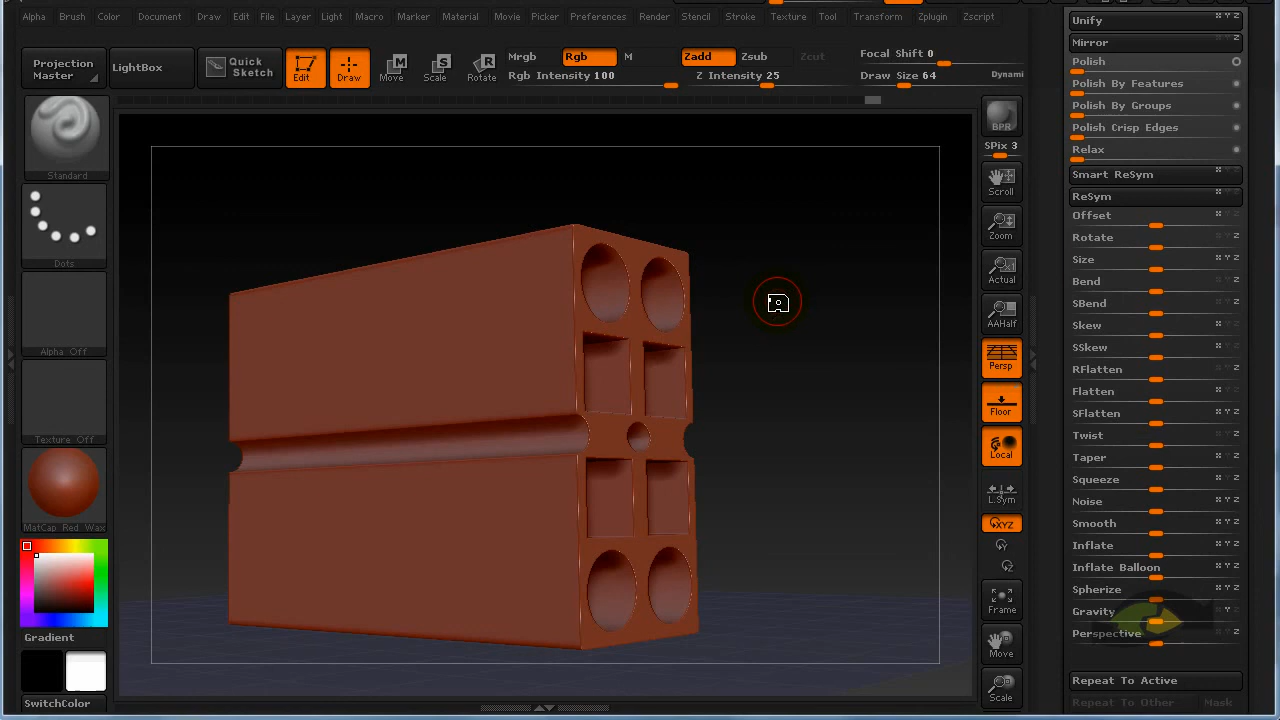 Alpha Brush Color Document Draw Edit File Layer Light Macro Marker Material Movie Picker Preferences Render Stencil Stroke Texture Tool Transform Zplugin Zscript
Projection Master
LightBox
Quick Sketch
Edit
Draw
Move
Scale
Rotate
Mrgb Rgb M
Rgb Intensity 100
Zadd Zsub Zcut
Z Intensity 25
Focal Shift 0
Draw Size 64
Dynami
Standard
Dots
Alpha Off
Texture Off
MatCap Red Wax
Gradient
SwitchColor
BPR
SPix 3
Scroll
Zoom
Actual
AAHalf
Persp
Floor
Local
L.Sym
XYZ
Y
Z
Frame
Move
Scale
Unify
Mirror
Polish
Polish By Features
Polish By Groups
Polish Crisp Edges
Relax
Smart ReSym
ReSym
Offset
Rotate
Size
Bend
SBend
Skew
SSkew
RFlatten
Flatten
SFlatten
Twist
Taper
Squeeze
Noise
Smooth
Inflate
Inflate Balloon
Spherize
Gravity
Perspective
Repeat To Active
Repeat To Other Mask